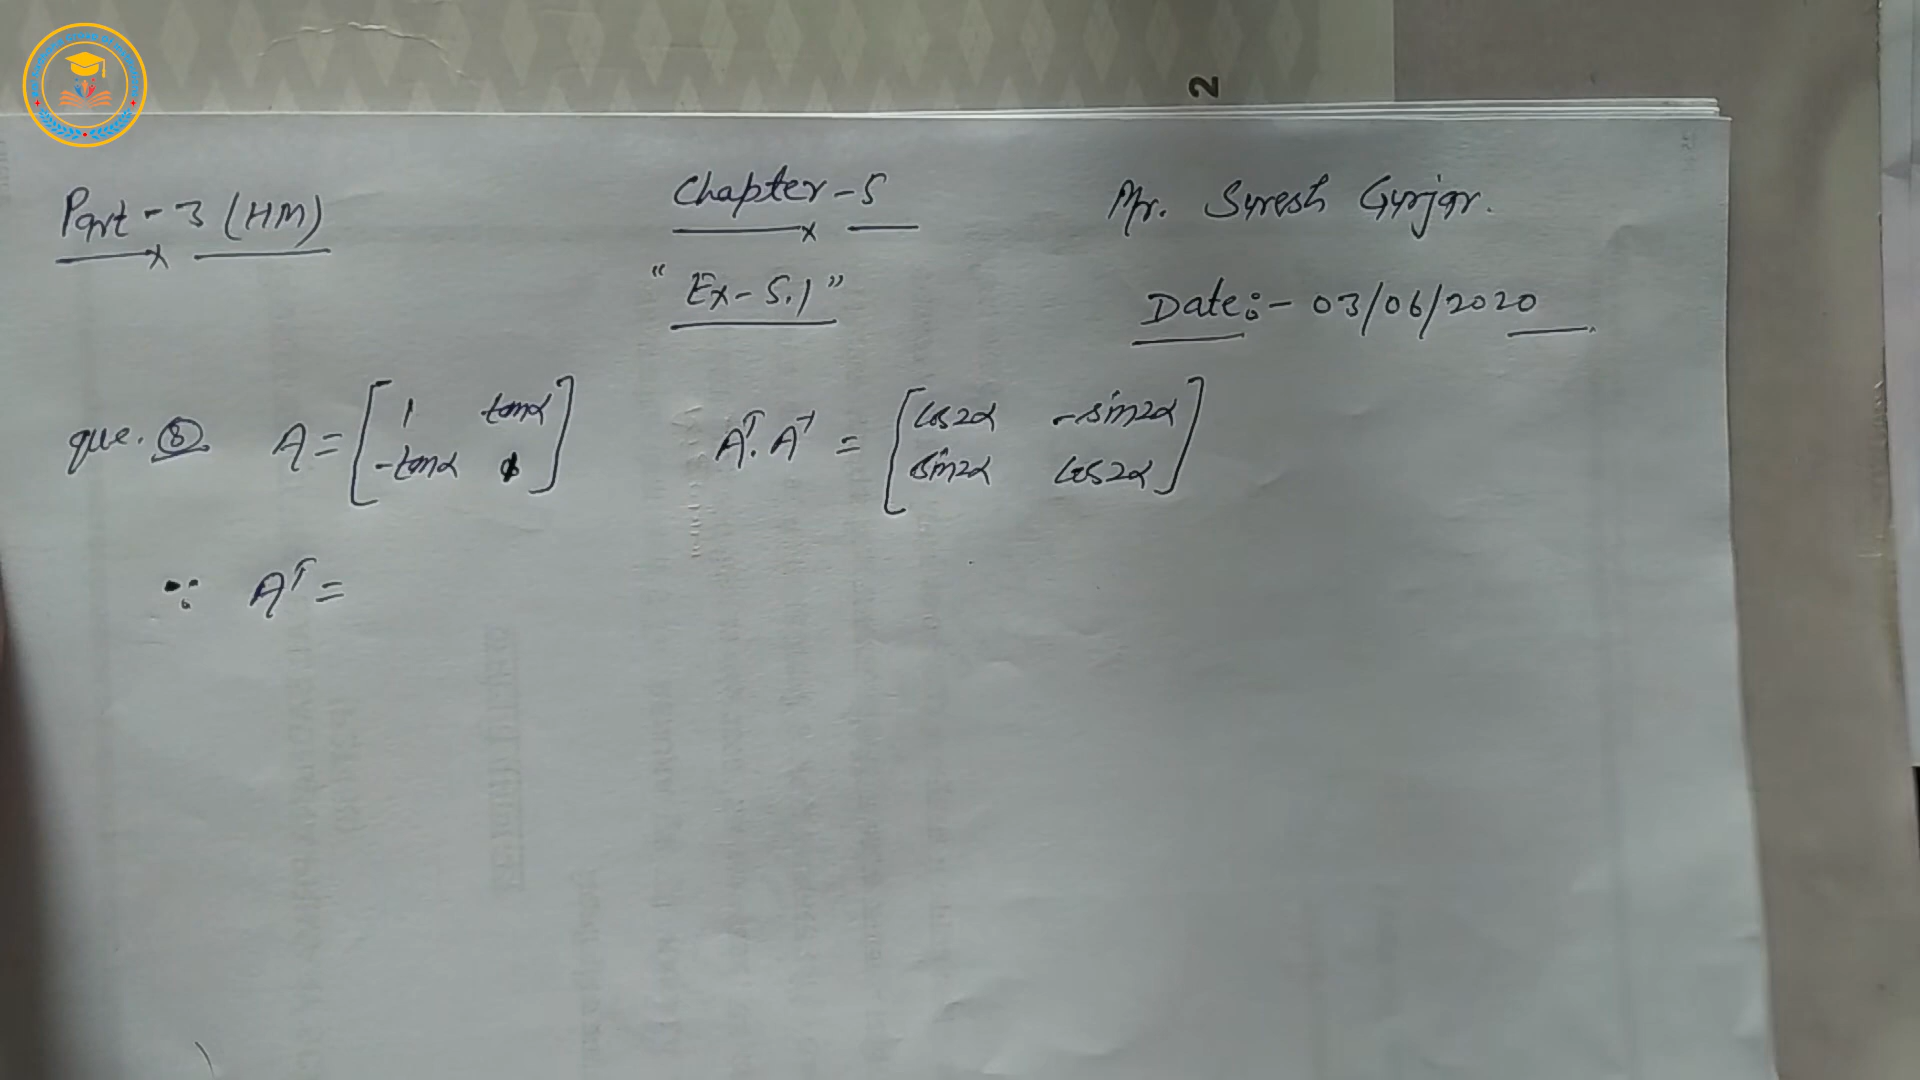 2
Part - 3 (HM)
Chapter - 5
Mr. Suresh Gurjar.
"Ex - 5.1"
Date:- 03/06/2020
que. (8) A = [1 tanα; -tanα 1] A^T. A^-1 = [cos2α -sin2α; sin2α cos2α]
∵ A^T =